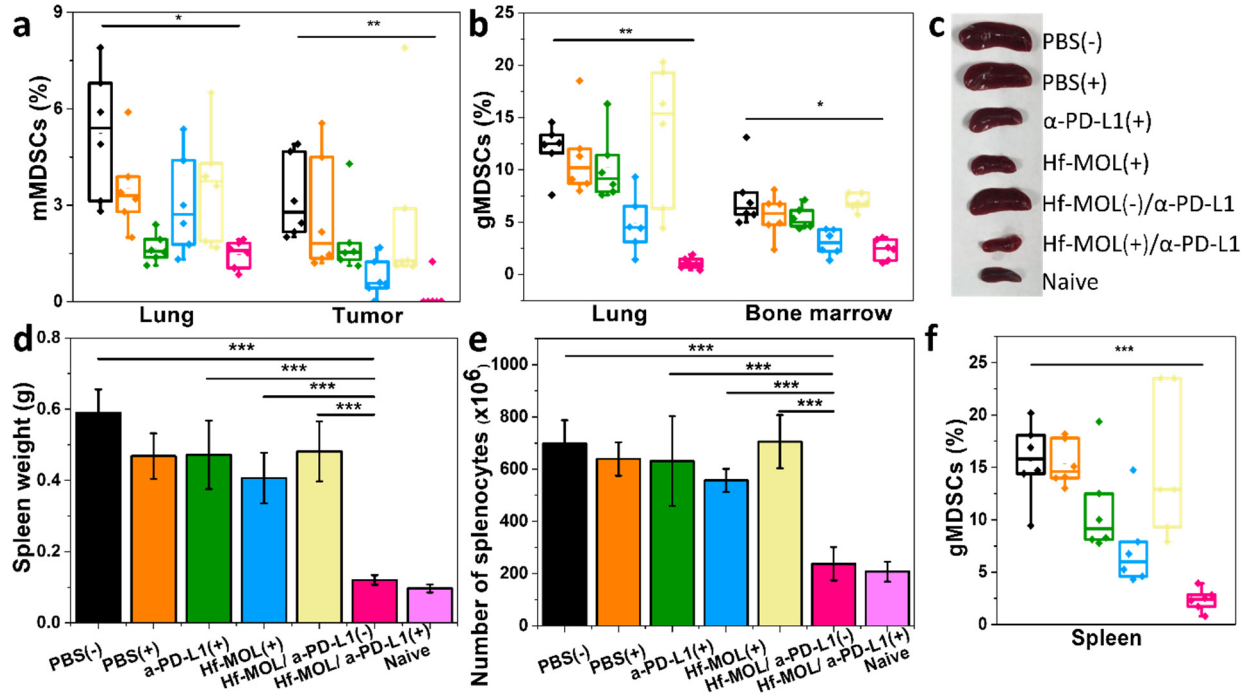 a
mMDSCs (%)
9
6
3
0
*
**
Lung
Tumor
b
gMDSCs (%)
25
20
15
10
5
0
**
*
Lung
Bone marrow
c
PBS(-)
PBS(+)
α-PD-L1(+)
Hf-MOL(+)
Hf-MOL(-)/α-PD-L1
Hf-MOL(+)/α-PD-L1
Naive
d
Spleen weight (g)
0.8
0.6
0.4
0.2
0.0
***
***
***
***
PBS(-)
PBS(+)
a-PD-L1(+)
Hf-MOL(+)
Hf-MOL/ a-PD-L1(-)
Hf-MOL/ a-PD-L1(+)
Naive
e
Number of splenocytes (x10⁶)
1000
800
600
400
200
0
***
***
***
***
PBS(-)
PBS(+)
a-PD-L1(+)
Hf-MOL(+)
Hf-MOL/ a-PD-L1(-)
Hf-MOL/ a-PD-L1(+)
Naive
f
gMDSCs (%)
25
20
15
10
5
0
***
Spleen